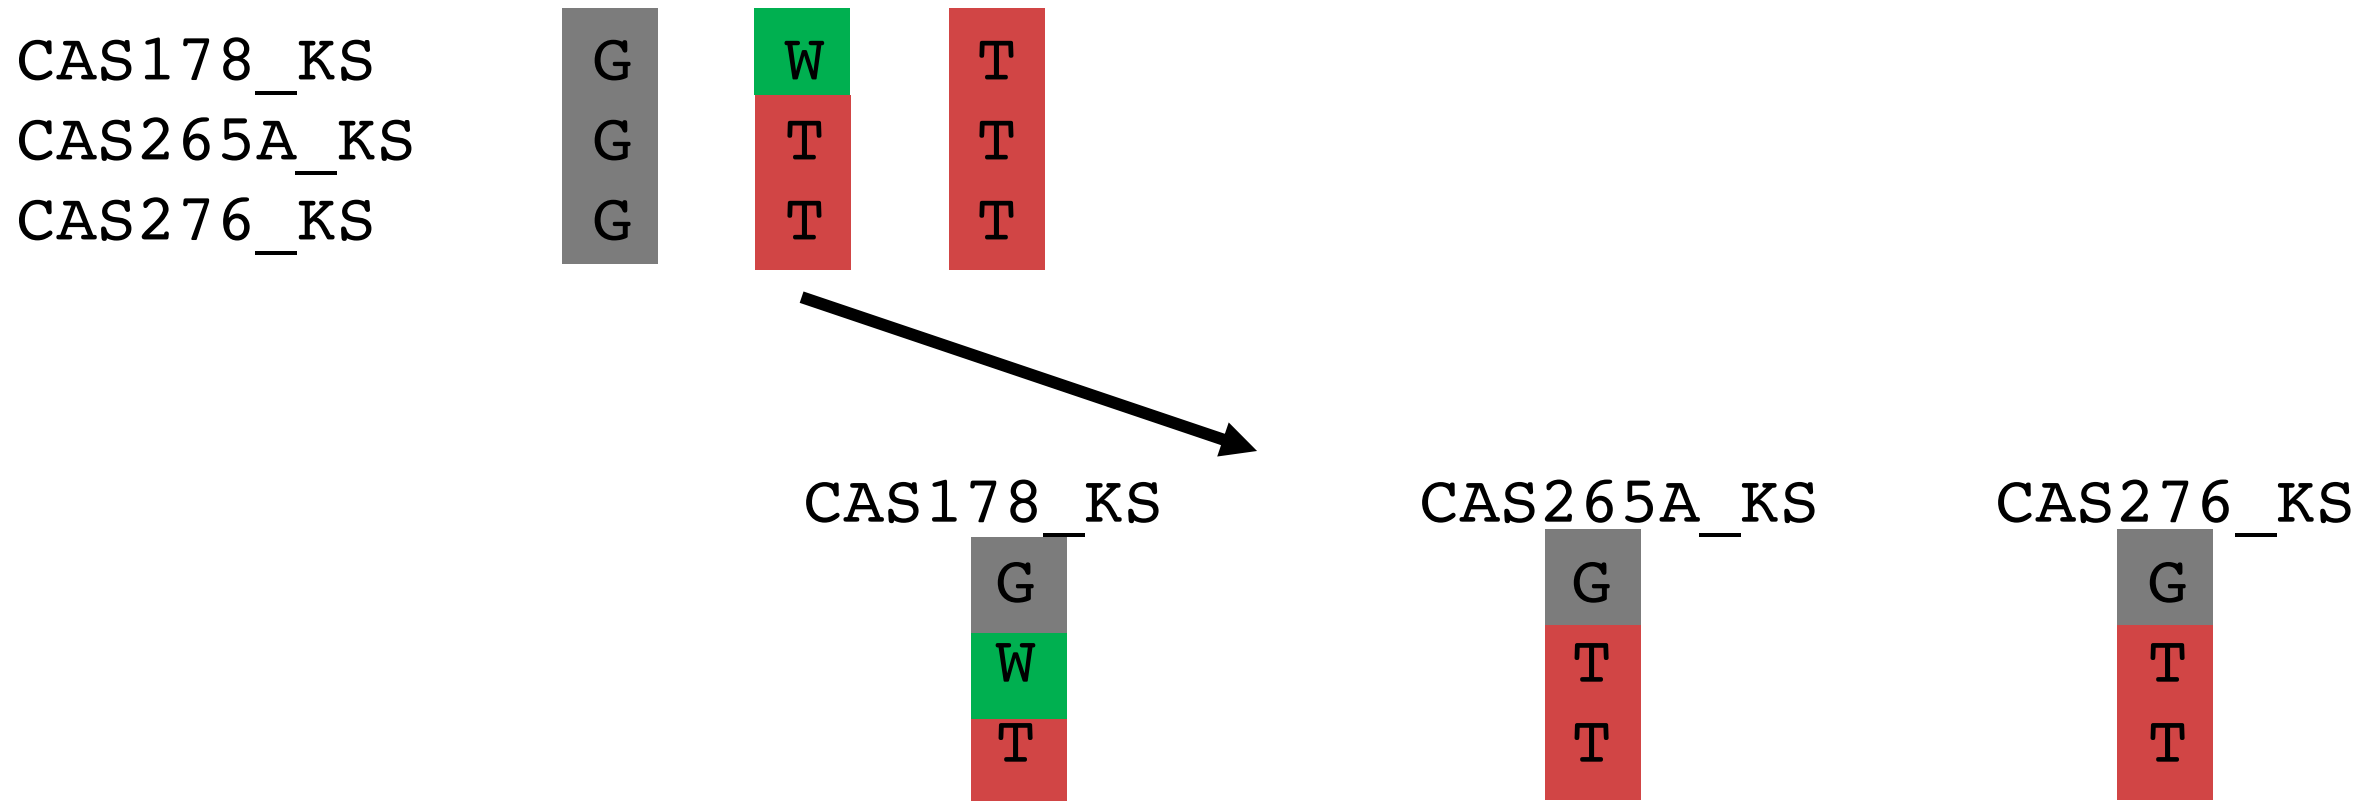 CAS178_KS G W T
CAS265A_KS G T T
CAS276_KS G T T
CAS178_KS CAS265A_KS CAS276_KS
G G G
W T T
T T T